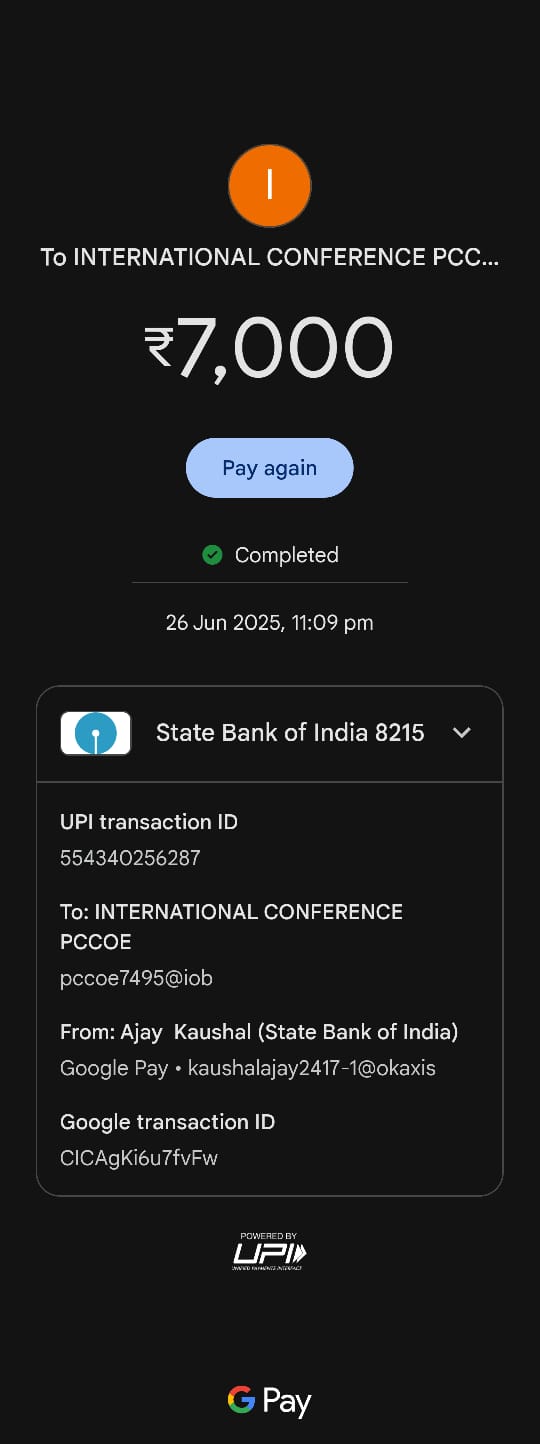 I
To INTERNATIONAL CONFERENCE PCC...
₹7,000
Pay again
Completed
26 Jun 2025, 11:09 pm
State Bank of India 8215
UPI transaction ID
554340256287
To: INTERNATIONAL CONFERENCE
PCCOE
pccoe7495@iob
From: Ajay  Kaushal (State Bank of India)
Google Pay • kaushalajay2417-1@okaxis
Google transaction ID
CICAgKi6u7fvFw
POWERED BY
UPI
UNIFIED PAYMENTS INTERFACE
G Pay